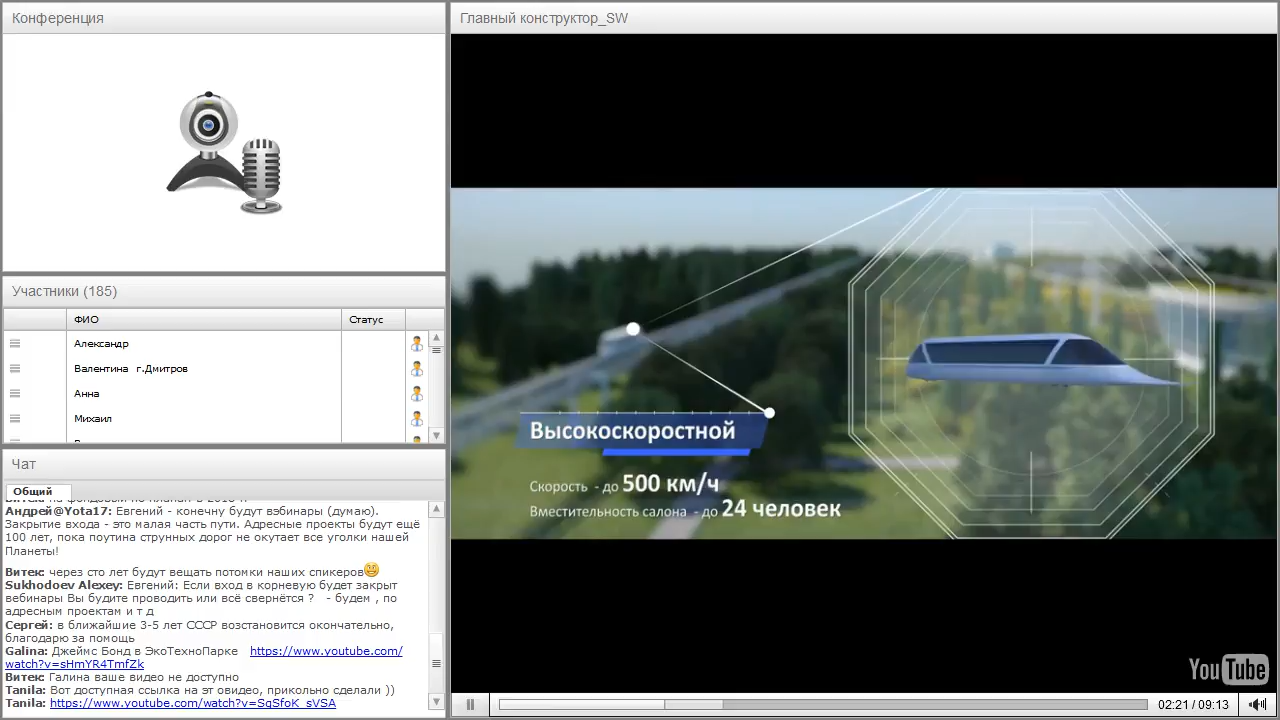 Конференция
Главный конструктор_SW
Участники (185)
ФИО
Статус
Александр
Валентина г.Дмитров
Анна
Михаил
Чат
Общий
Андрей@Yota17: Евгений - конечну будут вэбинары (думаю).
Закрытие входа - это малая часть пути. Адресные проекты будут ещё
100 лет, пока поутина струнных дорог не окутает все уголки нашей
Планеты!
Витек: через сто лет будут вещать потомки наших спикеров
Sukhodoev Alexey: Евгений: Если вход в корневую будет закрыт
вебинары Вы будите проводить или всё свернётся ? - будем , по
адресным проектам и т д
Сергей: в ближайшие 3-5 лет СССР возстановится окончательно,
благодарю за помощь
Galina: Джеймс Бонд в ЭкоТехноПарке https://www.youtube.com/
watch?v=sHmYR4TmfZk
Витек: Галина ваше видео не доступно
Tanila: Вот доступная ссылка на эт овидео, прикольно сделали ))
Tanila: https://www.youtube.com/watch?v=SgSfoK_sVSA
Высокоскоростной
Скорость - до 500 км/ч
Вместительность салона - до 24 человек
YouTube
02:21 / 09:13